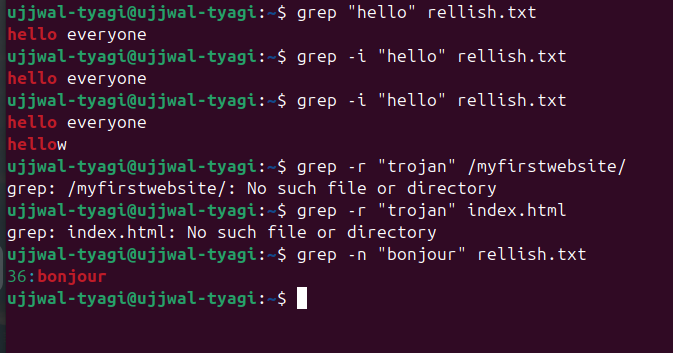 ujjwal-tyagi@ujjwal-tyagi:~$ grep "hello" rellish.txt
hello everyone
ujjwal-tyagi@ujjwal-tyagi:~$ grep -i "hello" rellish.txt
hello everyone
ujjwal-tyagi@ujjwal-tyagi:~$ grep -i "hello" rellish.txt
hello everyone
hellow
ujjwal-tyagi@ujjwal-tyagi:~$ grep -r "trojan" /myfirstwebsite/
grep: /myfirstwebsite/: No such file or directory
ujjwal-tyagi@ujjwal-tyagi:~$ grep -r "trojan" index.html
grep: index.html: No such file or directory
ujjwal-tyagi@ujjwal-tyagi:~$ grep -n "bonjour" rellish.txt
36:bonjour
ujjwal-tyagi@ujjwal-tyagi:~$